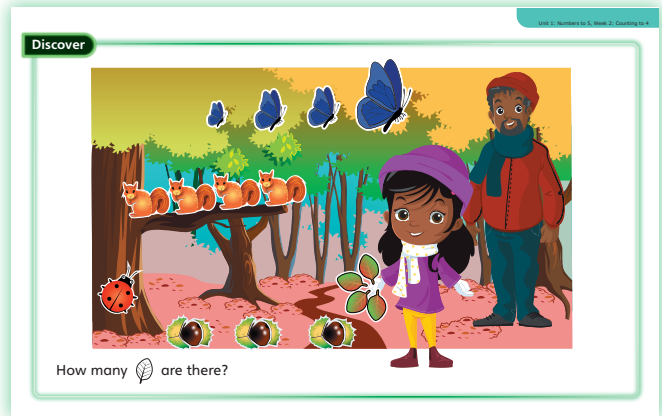 Unit 1: Numbers to 5, Week 2: Counting to 4
Discover
How many are there?